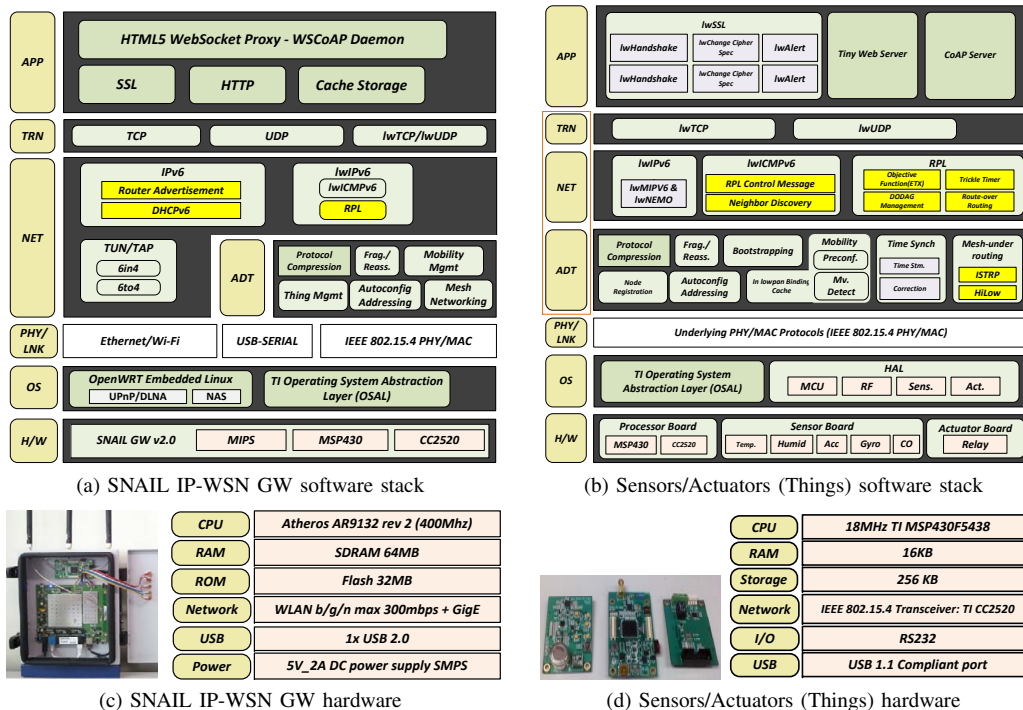 APP
HTML5 WebSocket Proxy - WSCoAP Daemon
SSL
HTTP
Cache Storage
TRN
TCP
UDP
lwTCP/lwUDP
NET
IPv6
Router Advertisement
DHCPv6
lwIPv6
lwICMPv6
RPL
TUN/TAP
6in4
6to4
ADT
Protocol
Compression
Frag./
Reass.
Mobility
Mgmt
Thing Mgmt
Autoconfig
Addressing
Mesh
Networking
PHY/
LNK
Ethernet/Wi-Fi
USB-SERIAL
IEEE 802.15.4 PHY/MAC
OS
OpenWRT Embedded Linux
UPnP/DLNA
NAS
TI Operating System Abstraction
Layer (OSAL)
H/W
SNAIL GW v2.0
MIPS
MSP430
CC2520
(a) SNAIL IP-WSN GW software stack
APP
lwSSL
lwHandshake
lwChange Cipher
Spec
lwAlert
lwHandshake
lwChange Cipher
Spec
lwAlert
Tiny Web Server
CoAP Server
TRN
lwTCP
lwUDP
NET
lwIPv6
lwMIPV6 &
lwNEMO
lwICMPv6
RPL Control Message
Neighbor Discovery
RPL
Objective
Function(ETX)
Trickle Timer
DODAG
Management
Route-over
Routing
ADT
Protocol
Compression
Frag./
Reass.
Bootstrapping
Mobility
Preconf.
Mv.
Detect
Time Synch
Time Stm.
Correction
Mesh-under
routing
ISTRP
HiLow
Node
Registration
Autoconfig
Addressing
In lowpan Binding
Cache
PHY/
LNK
Underlying PHY/MAC Protocols (IEEE 802.15.4 PHY/MAC)
OS
TI Operating System
Abstraction Layer (OSAL)
HAL
MCU
RF
Sens.
Act.
H/W
Processor Board
MSP430
CC2520
Sensor Board
Temp.
Humid
Acc
Gyro
CO
Actuator Board
Relay
(b) Sensors/Actuators (Things) software stack
CPU
Atheros AR9132 rev 2 (400Mhz)
RAM
SDRAM 64MB
ROM
Flash 32MB
Network
WLAN b/g/n max 300mbps + GigE
USB
1x USB 2.0
Power
5V_2A DC power supply SMPS
(c) SNAIL IP-WSN GW hardware
CPU
18MHz TI MSP430F5438
RAM
16KB
Storage
256 KB
Network
IEEE 802.15.4 Transceiver: TI CC2520
I/O
RS232
USB
USB 1.1 Compliant port
(d) Sensors/Actuators (Things) hardware